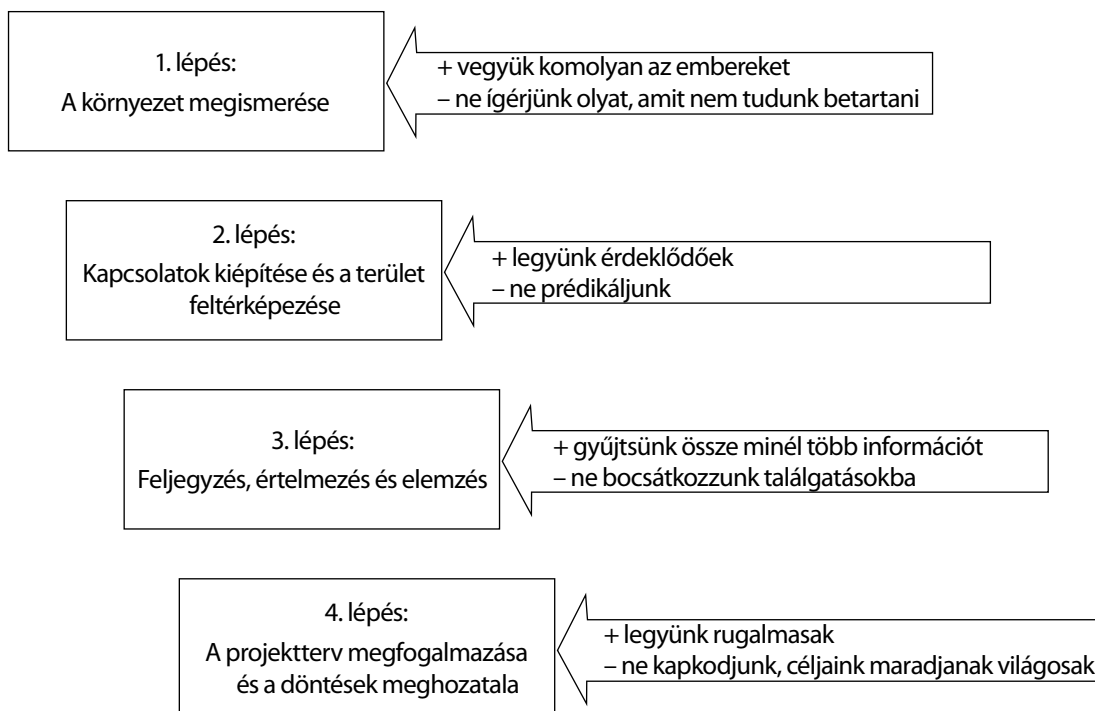 1. lépés:
A környezet megismerése
+ vegyük komolyan az embereket
– ne ígérjünk olyat, amit nem tudunk betartani
2. lépés:
Kapcsolatok kiépítése és a terület
feltérképezése
+ legyünk érdeklődőek
– ne prédikáljunk
3. lépés:
Feljegyzés, értelmezés és elemzés
+ gyűjtsünk össze minél több információt
– ne bocsátkozzunk találgatásokba
4. lépés:
A projektterv megfogalmazása
és a döntések meghozatala
+ legyünk rugalmasak
– ne kapkodjunk, céljaink maradjanak világosak